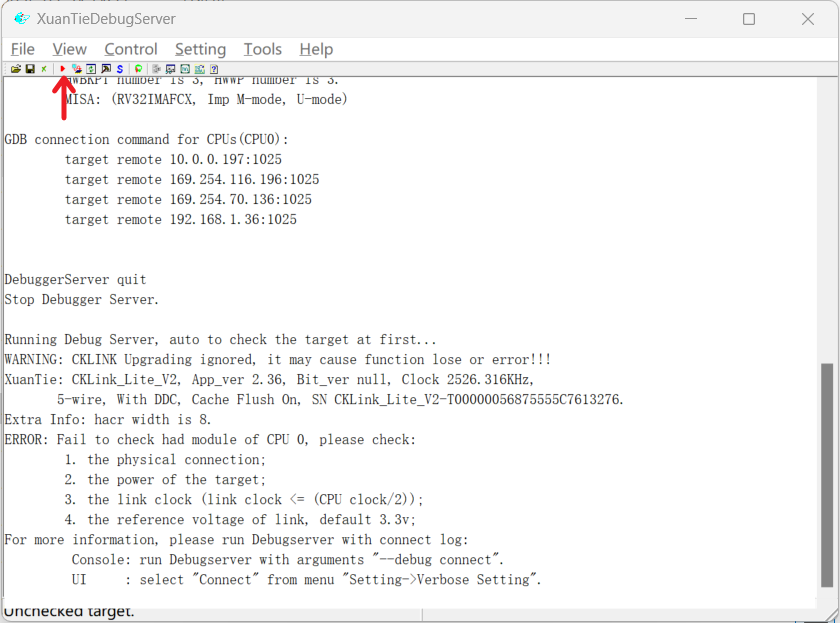 XuanTieDebugServer
File View Control Setting Tools Help
HWBKPT number is 3, HWWP number is 3.
MISA: (RV32IMAFCX, Imp M-mode, U-mode)
GDB connection command for CPUs(CPU0):
target remote 10.0.0.197:1025
target remote 169.254.116.196:1025
target remote 169.254.70.136:1025
target remote 192.168.1.36:1025
DebuggerServer quit
Stop Debugger Server.
Running Debug Server, auto to check the target at first...
WARNING: CKLINK Upgrading ignored, it may cause function lose or error!!!
XuanTie: CKLink_Lite_V2, App_ver 2.36, Bit_ver null, Clock 2526.316KHz,
5-wire, With DDC, Cache Flush On, SN CKLink_Lite_V2-T00000056875555C7613276.
Extra Info: hacr width is 8.
ERROR: Fail to check had module of CPU 0, please check:
1. the physical connection;
2. the power of the target;
3. the link clock (link clock <= (CPU clock/2));
4. the reference voltage of link, default 3.3v;
For more information, please run Debugserver with connect log:
Console: run Debugserver with arguments "--debug connect".
UI : select "Connect" from menu "Setting->Verbose Setting".
Unchecked target.